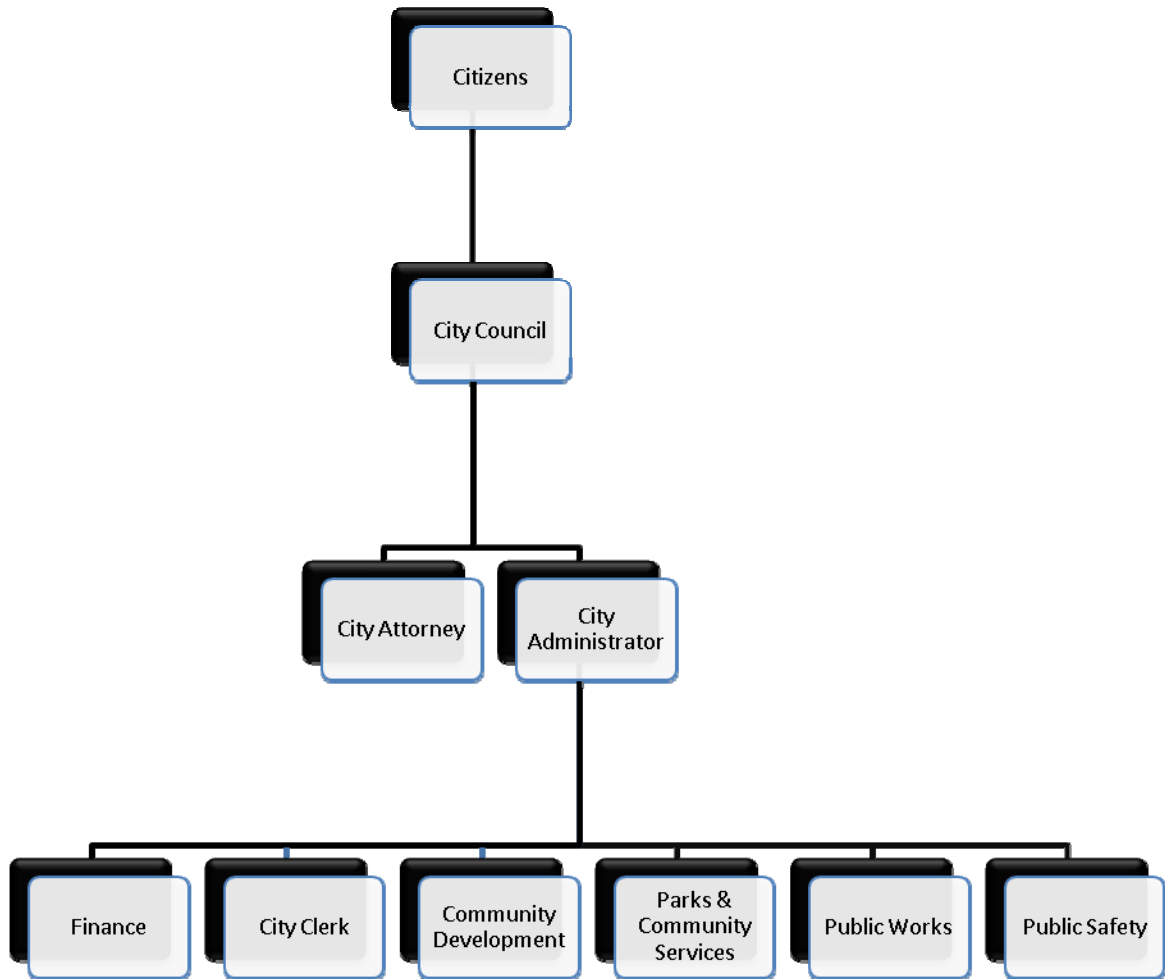 Citizens
City Council
City Attorney
City
Administrator
Finance
City Clerk
Community
Development
Parks &
Community
Services
Public Works
Public Safety